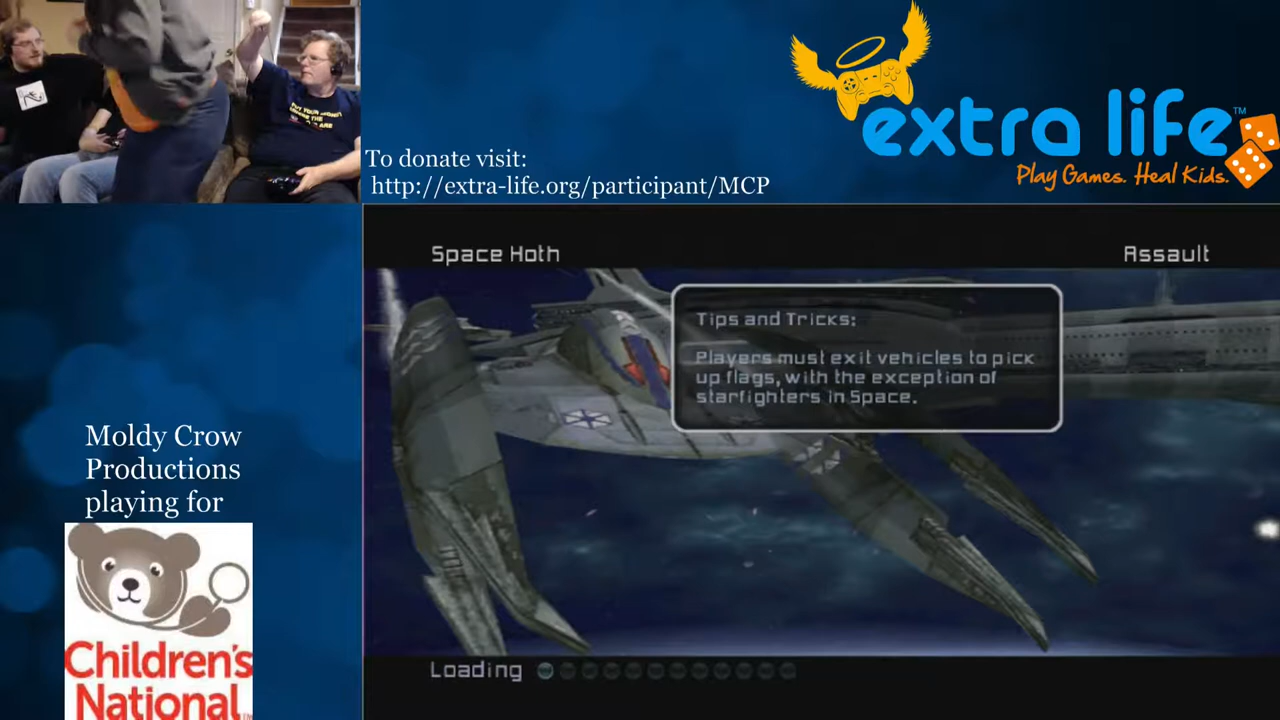 extra life™
Play Games. Heal Kids.
To donate visit:
http://extra-life.org/participant/MCP
Space Hoth
Assault
Tips and Tricks:
Players must exit vehicles to pick
up flags, with the exception of
starfighters in Space.
Moldy Crow
Productions
playing for
Children's
National
Loading